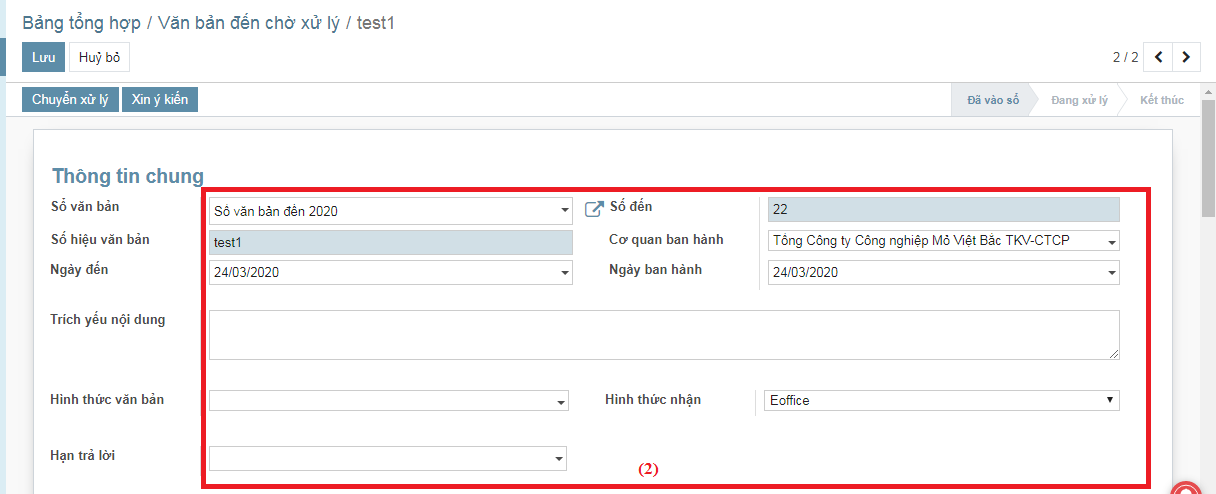 Bảng tổng hợp / Văn bản đến chờ xử lý / test1
Lưu Huỷ bỏ 2 / 2
Chuyển xử lý Xin ý kiến Đã vào sổ Đang xử lý Kết thúc
Thông tin chung
Sổ văn bản Sổ văn bản đến 2020 Số đến 22
Số hiệu văn bản test1 Cơ quan ban hành Tổng Công ty Công nghiệp Mỏ Việt Bắc TKV-CTCP
Ngày đến 24/03/2020 Ngày ban hành 24/03/2020
Trích yếu nội dung
Hình thức văn bản Hình thức nhận Eoffice
Hạn trả lời
(2)